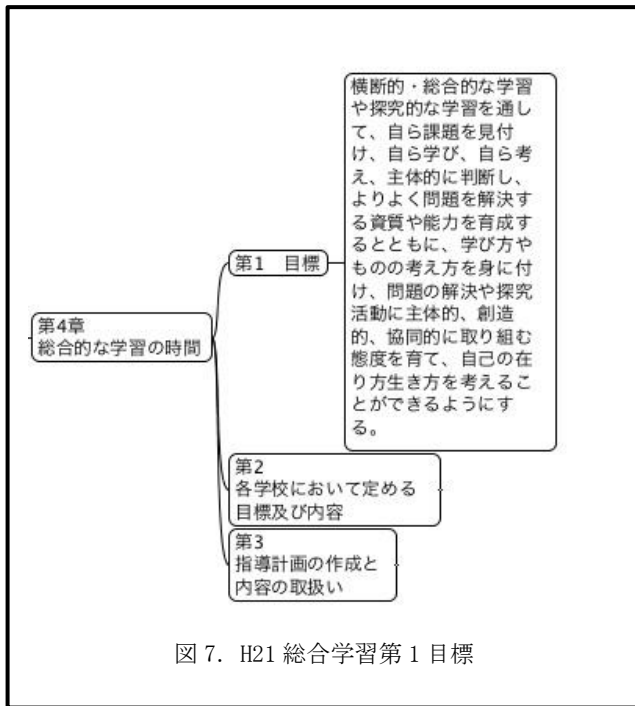 第4章
総合的な学習の時間
第1　目標
横断的・総合的な学習
や探究的な学習を通し
て、自ら課題を見付
け、自ら学び、自ら考
え、主体的に判断し、
よりよく問題を解決す
る資質や能力を育成す
るとともに、学び方や
ものの考え方を身に付
け、問題の解決や探究
活動に主体的、創造
的、協同的に取り組む
態度を育て、自己の在
り方生き方を考えるこ
とができるようにす
る。
第2
各学校において定める
目標及び内容
第3
指導計画の作成と
内容の取扱い
図 7．H21 総合学習第 1 目標